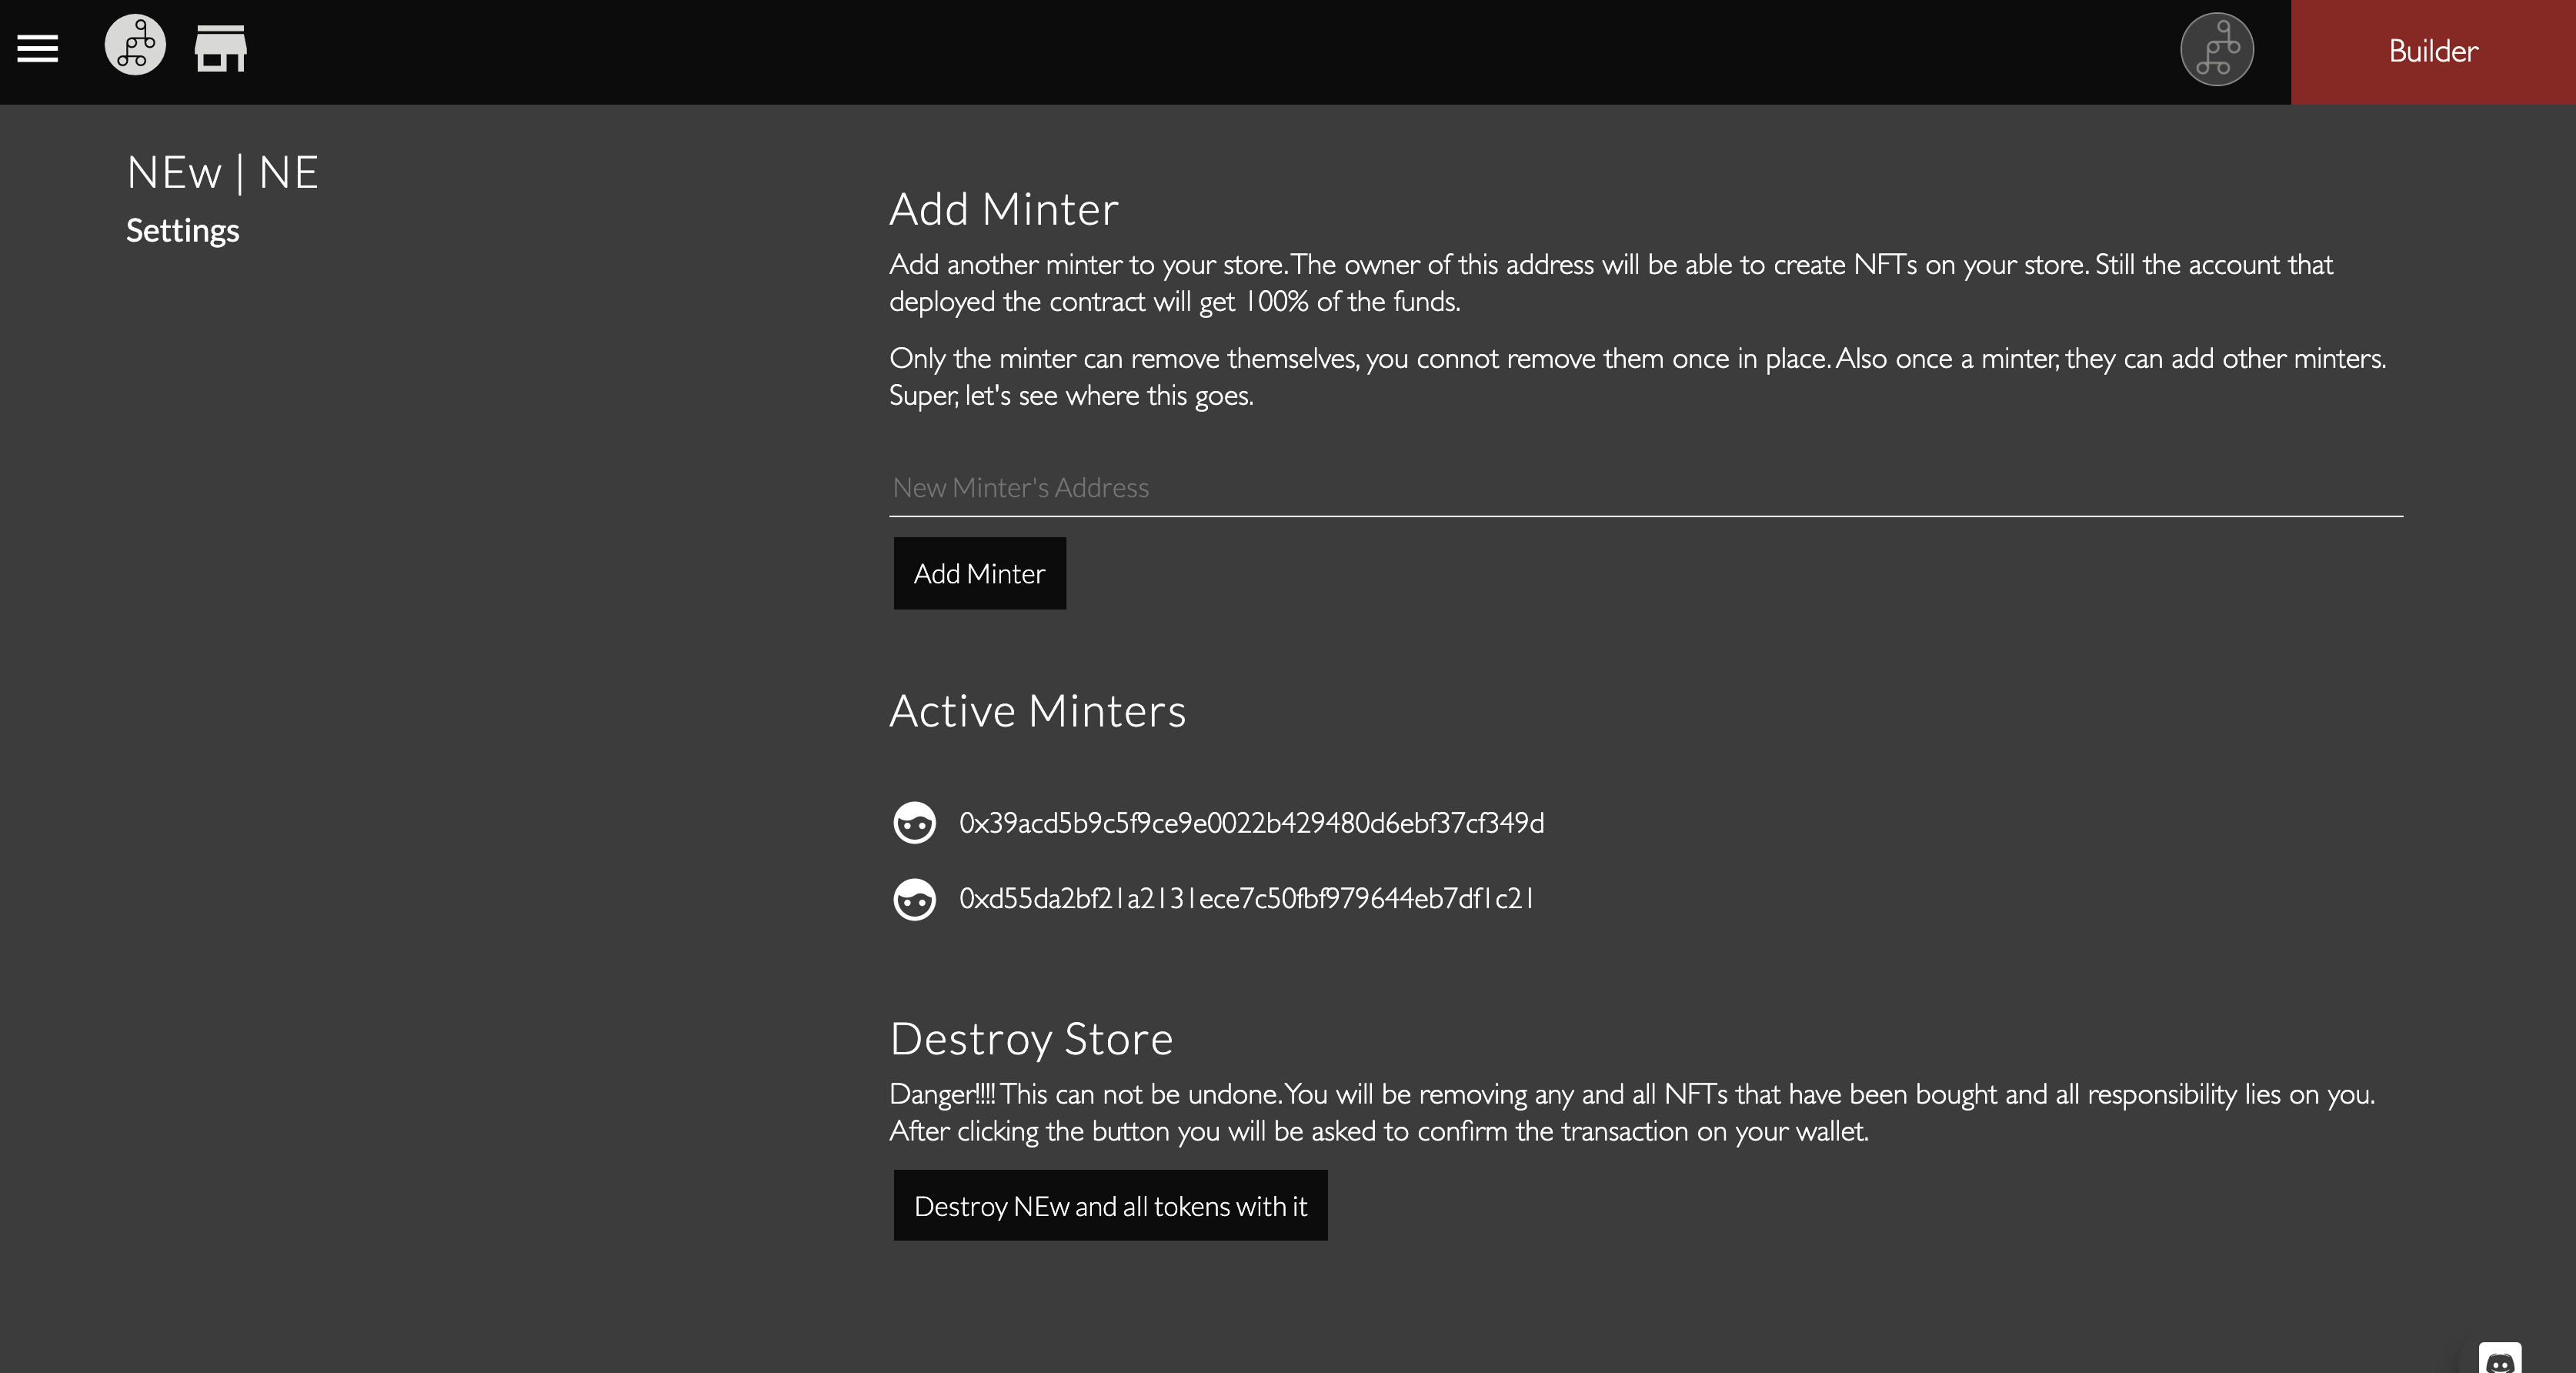 Builder
NEw | NE
Settings
Add Minter
Add another minter to your store. The owner of this address will be able to create NFTs on your store. Still the account that
deployed the contract will get 100% of the funds.
Only the minter can remove themselves, you connot remove them once in place. Also once a minter, they can add other minters.
Super, let's see where this goes.
New Minter's Address
Add Minter
Active Minters
0x39acd5b9c5f9ce9e0022b429480d6ebf37cf349d
0xd55da2bf21a2131ece7c50fbf979644eb7df1c21
Destroy Store
Danger!!!! This can not be undone. You will be removing any and all NFTs that have been bought and all responsibility lies on you.
After clicking the button you will be asked to confirm the transaction on your wallet.
Destroy NEw and all tokens with it